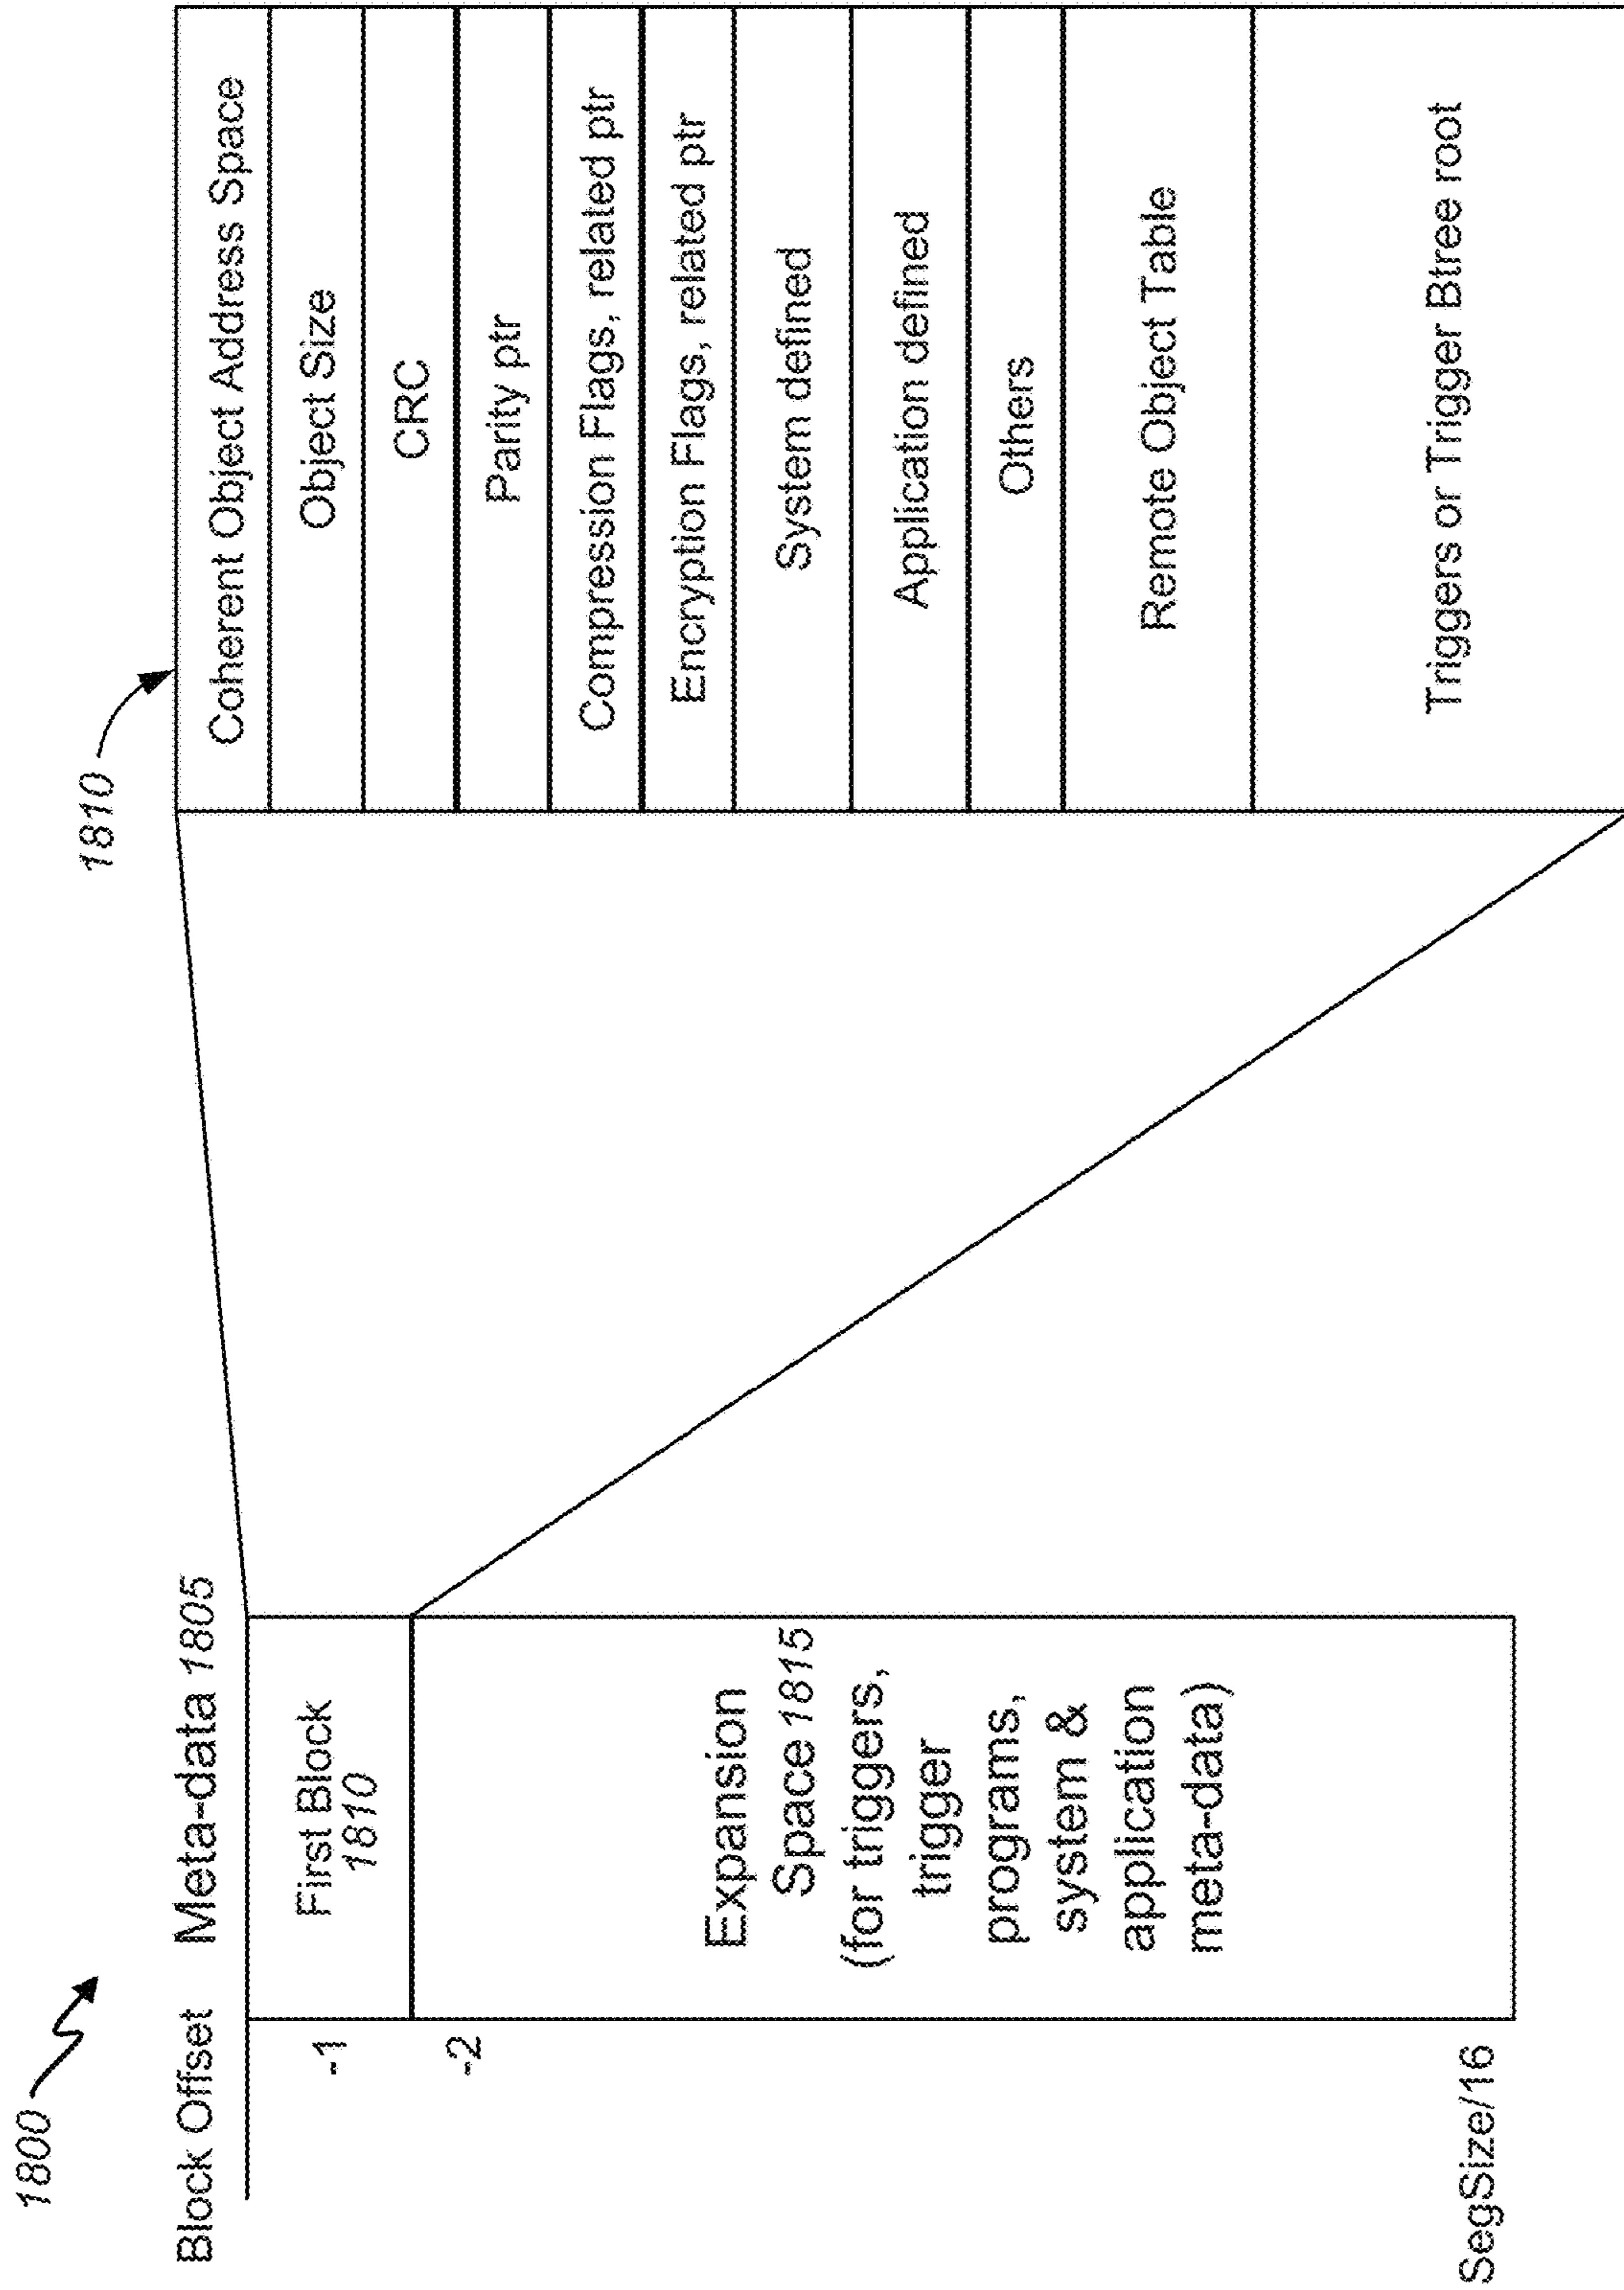 1800
Block Offset
Meta-data 1805
-1
First Block
1810
-2
Expansion
Space 1815
(for triggers,
trigger
programs,
system &
application
meta-data)
SegSize/16
1810
Coherent Object Address Space
Object Size
CRC
Parity ptr
Compression Flags, related ptr
Encryption Flags, related ptr
System defined
Application defined
Others
Remote Object Table
Triggers or Trigger Btree root